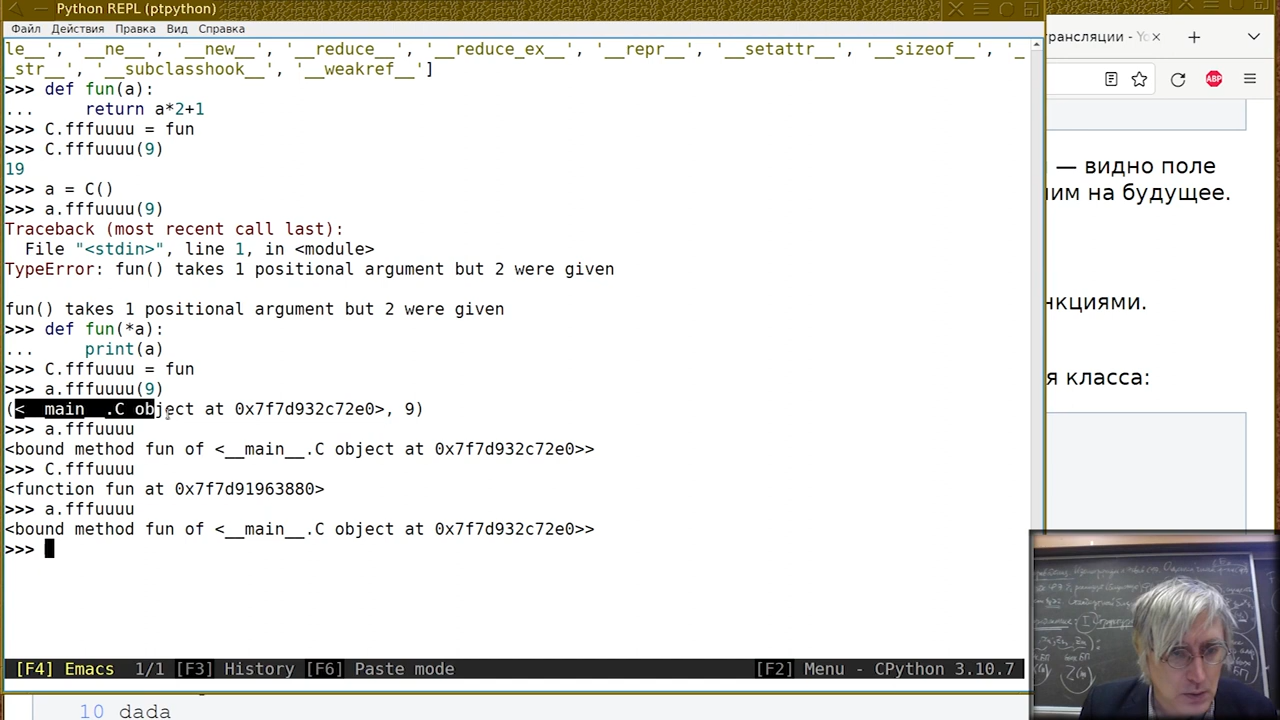 Python REPL (ptpython)
Файл Действия Правка Вид Справка
le__', '__ne__', '__new__', '__reduce__', '__reduce_ex__', '__repr__', '__setattr__', '__sizeof__', '_
_str__', '__subclasshook__', '__weakref__']
>>> def fun(a):
...     return a*2+1
>>> C.fffuuuu = fun
>>> C.fffuuuu(9)
19
>>> a = C()
>>> a.fffuuuu(9)
Traceback (most recent call last):
  File "<stdin>", line 1, in <module>
TypeError: fun() takes 1 positional argument but 2 were given
fun() takes 1 positional argument but 2 were given
>>> def fun(*a):
...     print(a)
>>> C.fffuuuu = fun
>>> a.fffuuuu(9)
(<__main__.C object at 0x7f7d932c72e0>, 9)
>>> a.fffuuuu
<bound method fun of <__main__.C object at 0x7f7d932c72e0>>
>>> C.fffuuuu
<function fun at 0x7f7d91963880>
>>> a.fffuuuu
<bound method fun of <__main__.C object at 0x7f7d932c72e0>>
>>>
[F4] Emacs 1/1 [F3] History [F6] Paste mode [F2] Menu - CPython 3.10.7
рансляции - Yo
ABP
— видно поле
им на будущее.
нкциями.
я класса:
10 dada